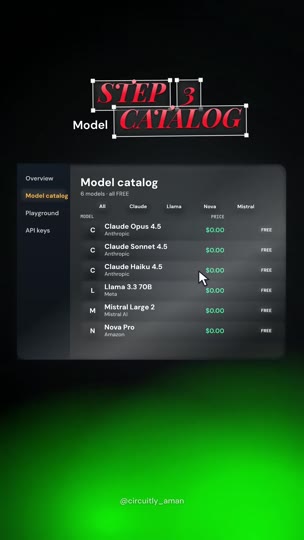 STEP 3
Model CATALOG
Overview
Model catalog
Playground
API keys
Model catalog
6 models · all FREE
All Claude Llama Nova Mistral
MODEL PRICE
C Claude Opus 4.5 $0.00 FREE
Anthropic
C Claude Sonnet 4.5 $0.00 FREE
Anthropic
C Claude Haiku 4.5 $0.00 FREE
Anthropic
L Llama 3.3 70B $0.00 FREE
Meta
M Mistral Large 2 $0.00 FREE
Mistral AI
N Nova Pro $0.00 FREE
Amazon
@circuitly_aman